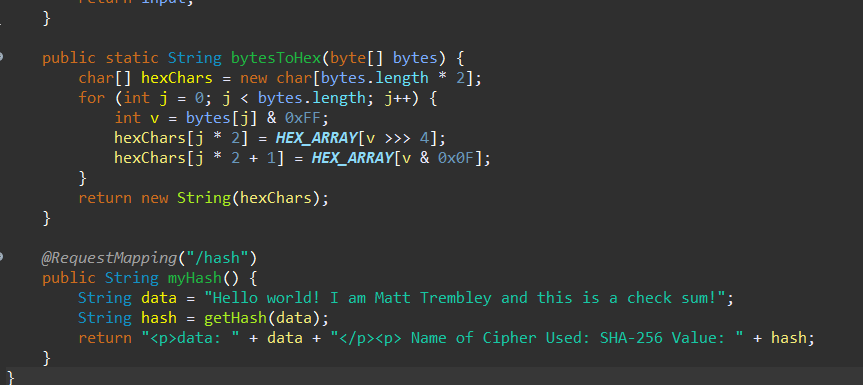 }

    public static String bytesToHex(byte[] bytes) {
        char[] hexChars = new char[bytes.length * 2];
        for (int j = 0; j < bytes.length; j++) {
            int v = bytes[j] & 0xFF;
            hexChars[j * 2] = HEX_ARRAY[v >>> 4];
            hexChars[j * 2 + 1] = HEX_ARRAY[v & 0x0F];
        }
        return new String(hexChars);
    }

    @RequestMapping("/hash")
    public String myHash() {
        String data = "Hello world! I am Matt Trembley and this is a check sum!";
        String hash = getHash(data);
        return "<p>data: " + data + "</p><p> Name of Cipher Used: SHA-256 Value: " + hash;
    }
}